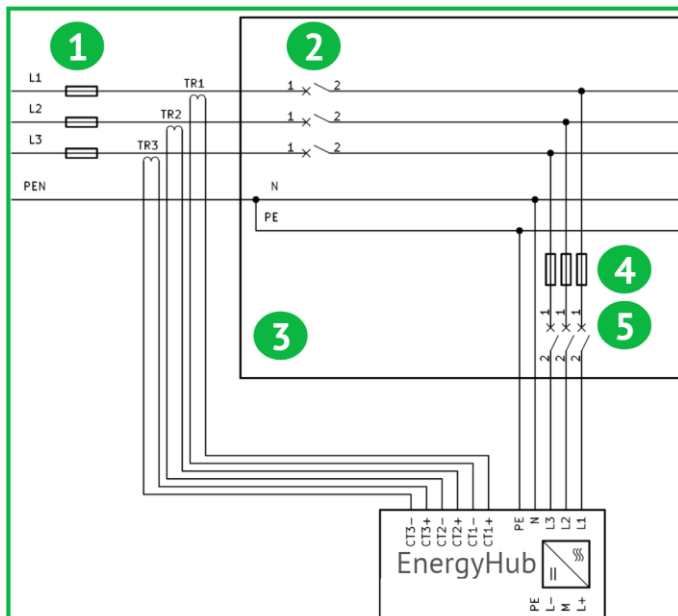 1
2
L1
TR1
1
2
L2
TR2
1
2
L3
TR3
1
2
PEN
N
PE
4
1
1
1
5
3
2
2
2
CT3-
CT3+
CT2-
CT2+
CT1-
CT1+
PE
N
L3
L2
L1
EnergyHub
PE
L-
M
L+